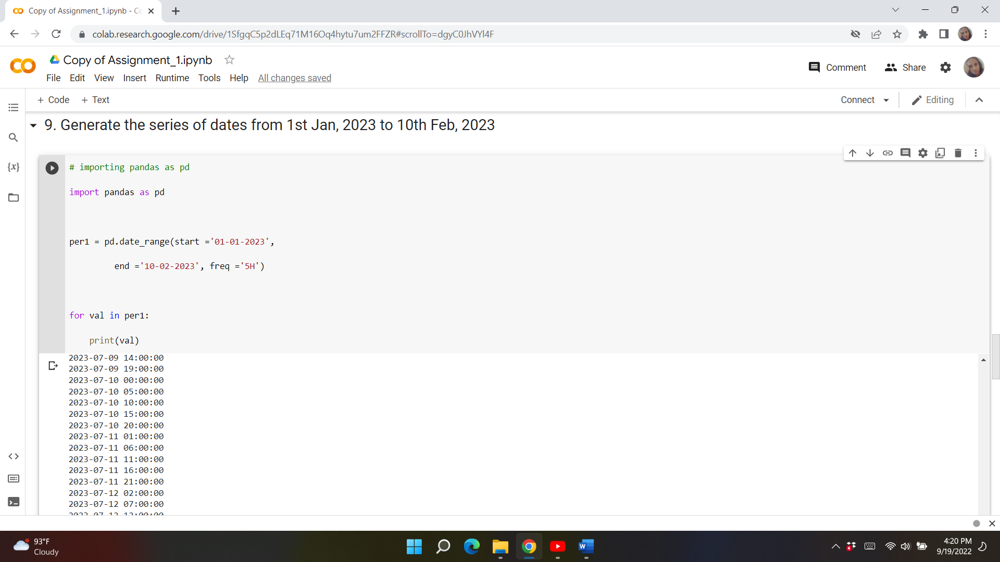 Copy of Assignment_1.ipynb - Co
colab.research.google.com/drive/1SfgqC5p2dLEq71M16Oq4hytu7um2FFZR#scrollTo=dgyC0JhVYl4F
Copy of Assignment_1.ipynb
Comment
Share
File Edit View Insert Runtime Tools Help All changes saved
+ Code + Text
Connect
Editing
9. Generate the series of dates from 1st Jan, 2023 to 10th Feb, 2023
{x}
# importing pandas as pd
import pandas as pd
per1 = pd.date_range(start ='01-01-2023',
end ='10-02-2023', freq ='5H')
for val in per1:
print(val)
2023-07-09 14:00:00
2023-07-09 19:00:00
2023-07-10 00:00:00
2023-07-10 05:00:00
2023-07-10 10:00:00
2023-07-10 15:00:00
2023-07-10 20:00:00
2023-07-11 01:00:00
2023-07-11 06:00:00
2023-07-11 11:00:00
2023-07-11 16:00:00
2023-07-11 21:00:00
2023-07-12 02:00:00
2023-07-12 07:00:00
2023-07-12 12:00:00
93°F
Cloudy
W
4
4:20 PM
9/19/2022